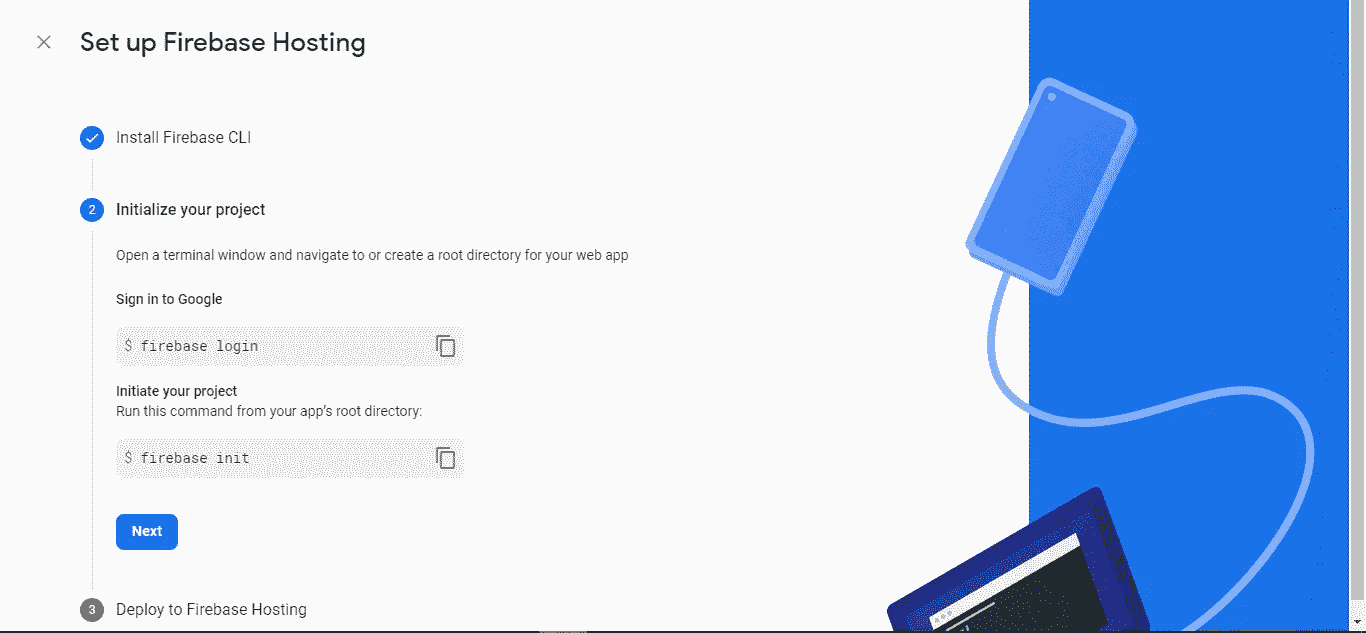 Set up Firebase Hosting
Install Firebase CLI
2 Initialize your project
Open a terminal window and navigate to or create a root directory for your web app
Sign in to Google
$ firebase login
Initiate your project
Run this command from your app's root directory:
$ firebase init
Next
3 Deploy to Firebase Hosting